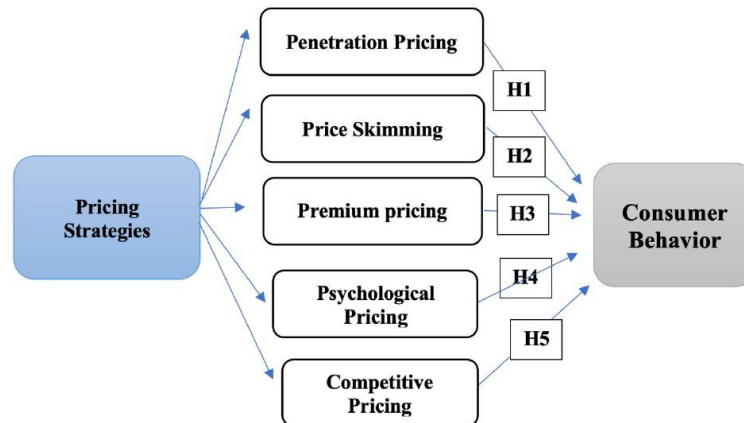 Penetration Pricing
H1
Price Skimming
H2
Pricing
Strategies
Premium pricing
H3
Consumer
Behavior
Psychological
Pricing
H4
Competitive
Pricing
H5